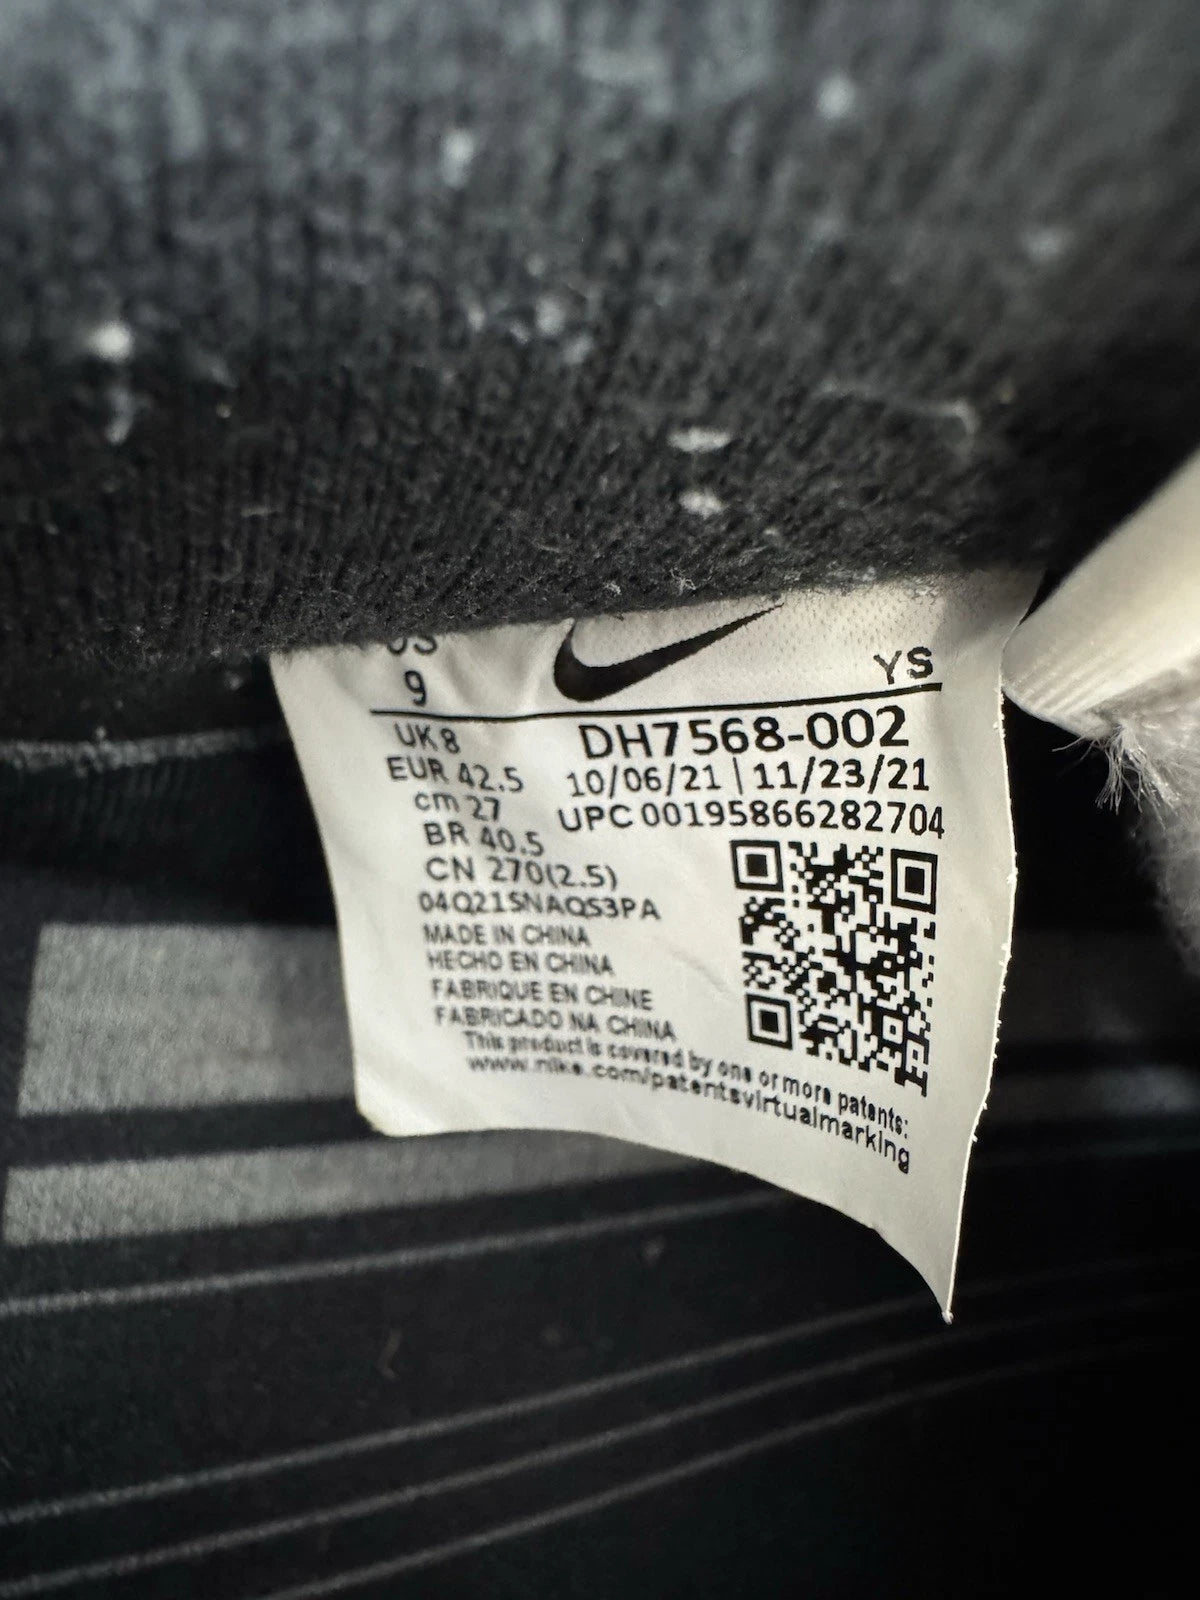 US
9
YS
UK 8
EUR 42.5
cm 27
BR 40.5
CN 270(2.5)
DH7568-002
10/06/21 | 11/23/21
UPC 00195866282704
04Q21SNAQS3PA
MADE IN CHINA
HECHO EN CHINA
FABRIQUE EN CHINE
FABRICADO NA CHINA
This product is covered by one or more patents:
www.nike.com/patentsvirtualmarking